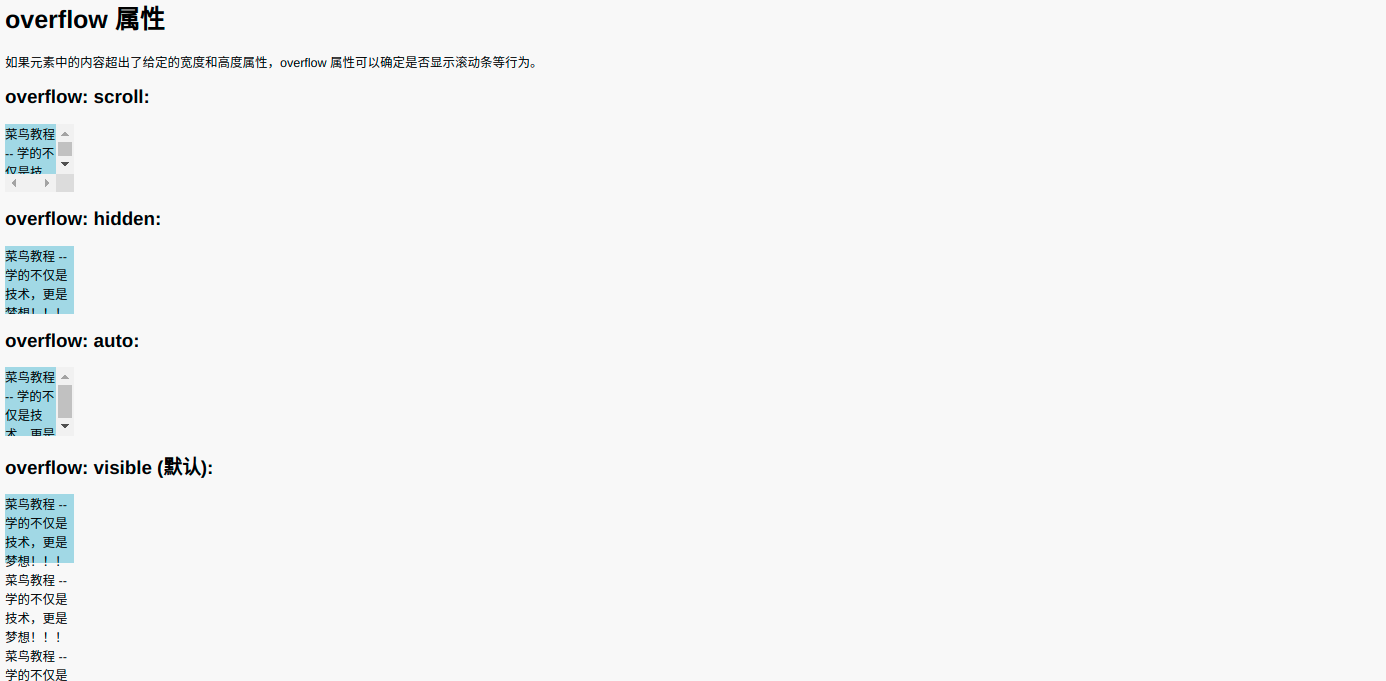 overflow 属性
如果元素中的内容超出了给定的宽度和高度属性，overflow 属性可以确定是否显示滚动条等行为。
overflow: scroll:
菜鸟教程
-- 学的不
仅是技
overflow: hidden:
菜鸟教程 --
学的不仅是
技术，更是
梦想！！！
overflow: auto:
菜鸟教程
-- 学的不
仅是技
术，更是
overflow: visible (默认):
菜鸟教程 --
学的不仅是
技术，更是
梦想！！！
菜鸟教程 --
学的不仅是
技术，更是
梦想！！！
菜鸟教程 --
学的不仅是